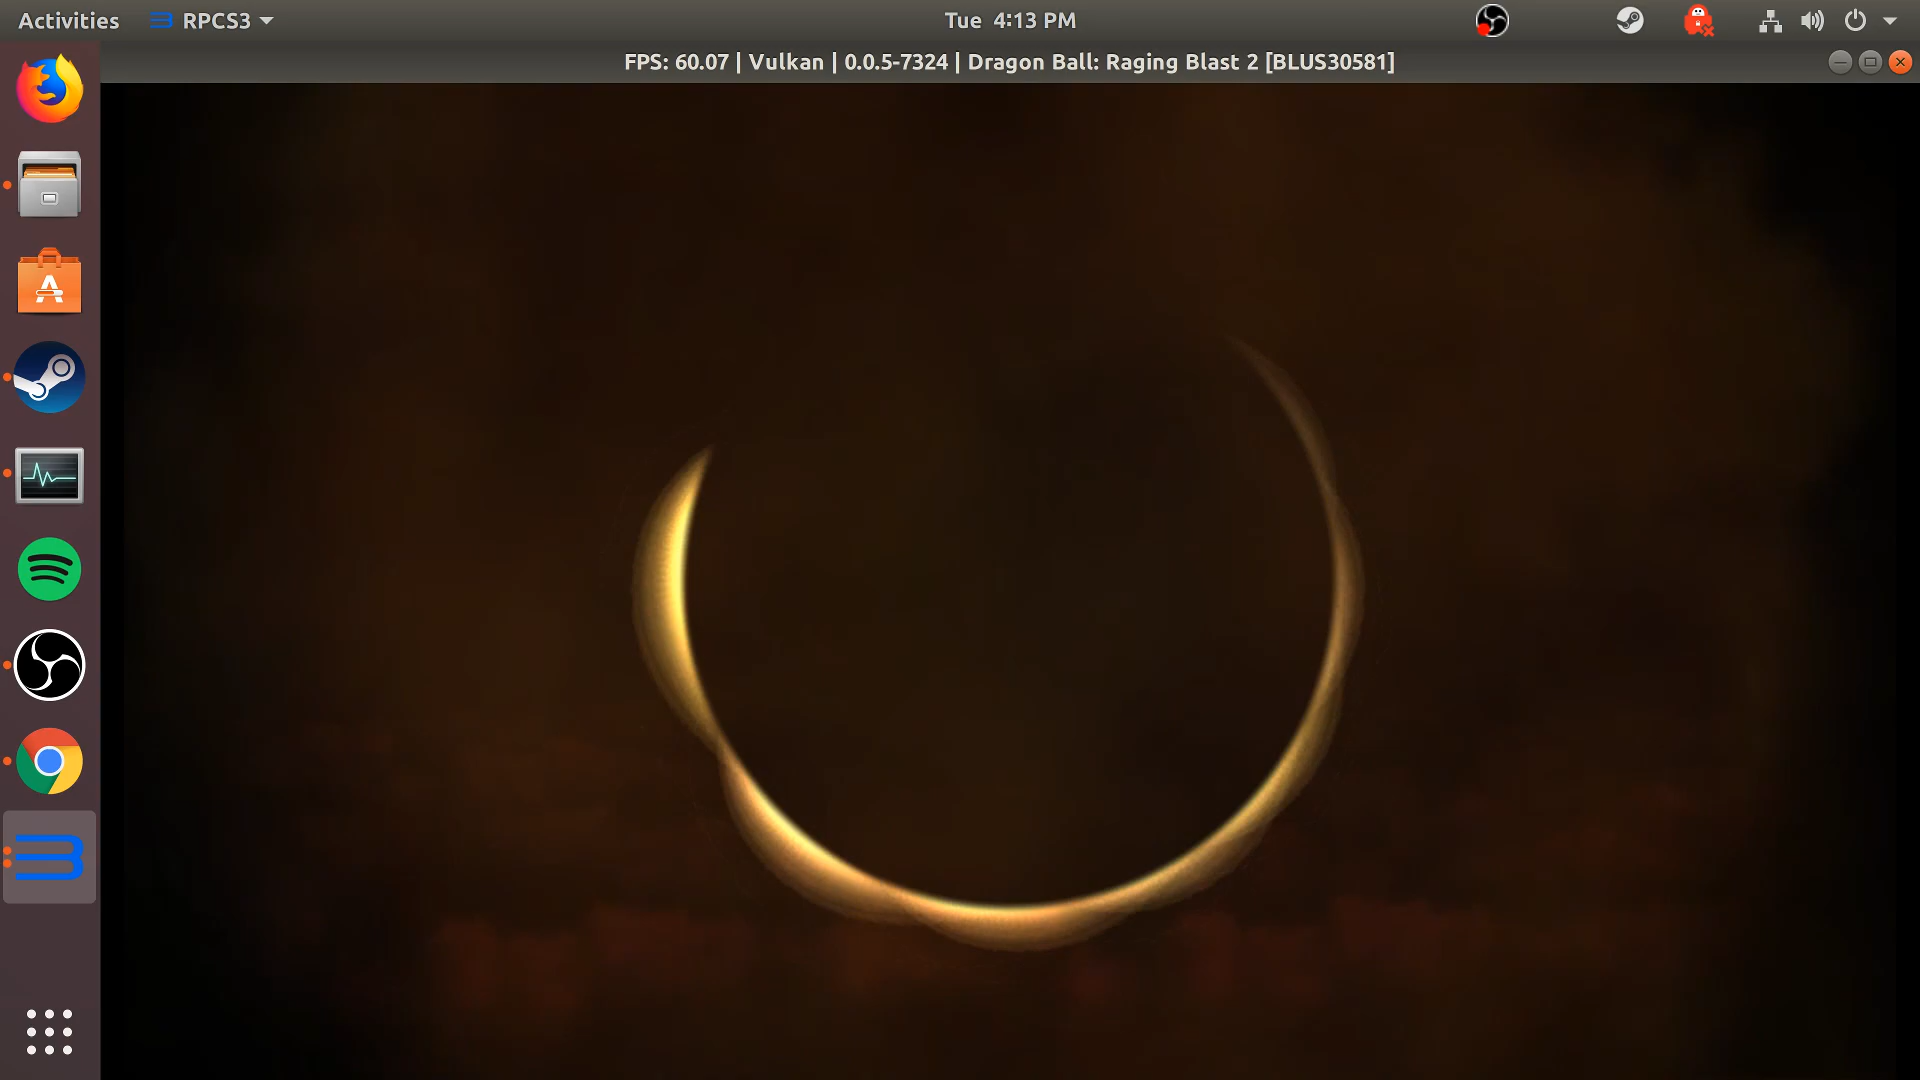 Activities RPCS3 Tue 4:13 PM
FPS: 60.07 | Vulkan | 0.0.5-7324 | Dragon Ball: Raging Blast 2 [BLUS30581]